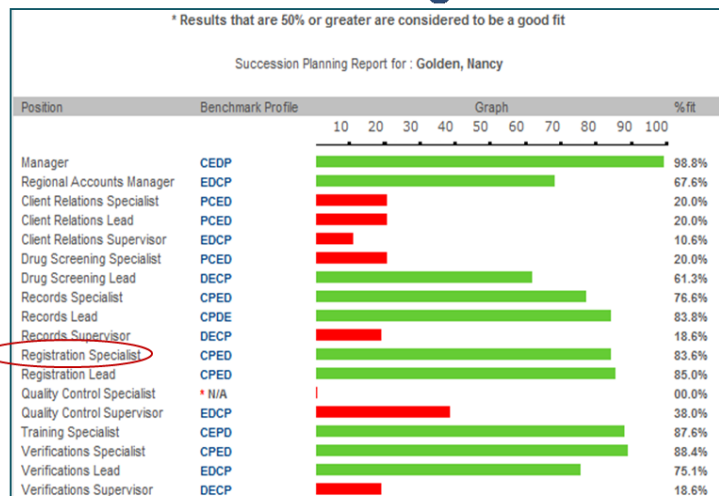 * Results that are 50% or greater are considered to be a good fit
Succession Planning Report for : Golden, Nancy
Position Benchmark Profile Graph %fit
10 20 30 40 50 60 70 80 90 100
Manager CEDP 98.8%
Regional Accounts Manager EDCP 67.6%
Client Relations Specialist PCED 20.0%
Client Relations Lead PCED 20.0%
Client Relations Supervisor EDCP 10.6%
Drug Screening Specialist PCED 20.0%
Drug Screening Lead DECP 61.3%
Records Specialist CPED 76.6%
Records Lead CPDE 83.8%
Records Supervisor DECP 18.6%
Registration Specialist CPED 83.6%
Registration Lead CPED 85.0%
Quality Control Specialist * N/A 00.0%
Quality Control Supervisor EDCP 38.0%
Training Specialist CEPD 87.6%
Verifications Specialist CPED 88.4%
Verifications Lead EDCP 75.1%
Verifications Supervisor DECP 18.6%